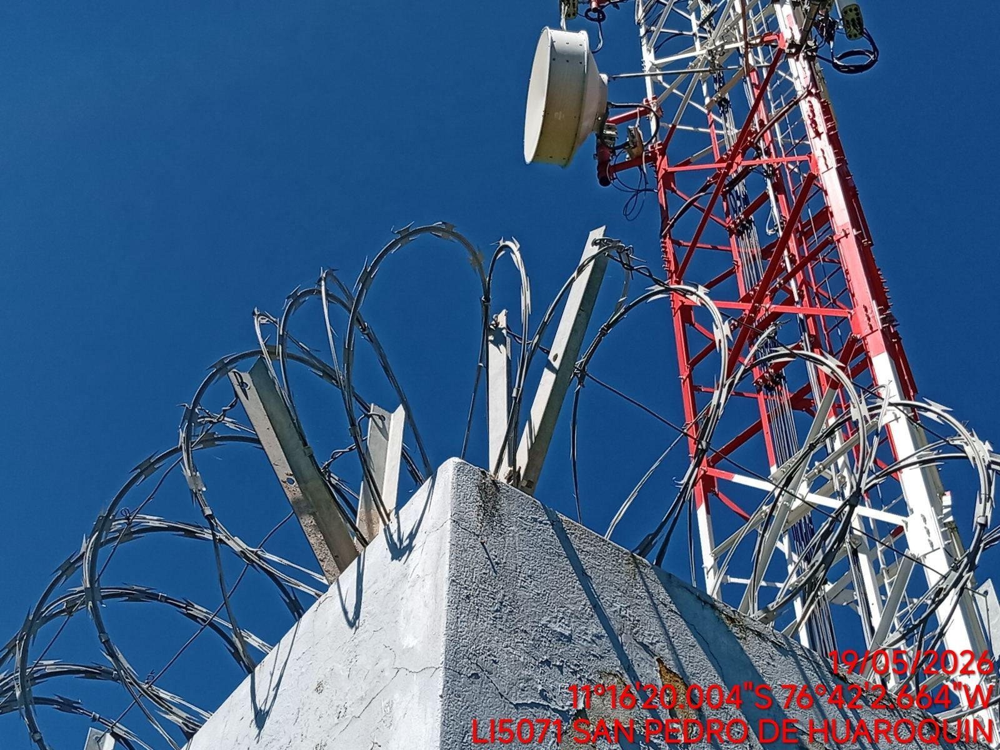 19/05/2026
11°16'20.004"S 76°42'2.664"W
LI5071 SAN PEDRO DE HUAROQUIN